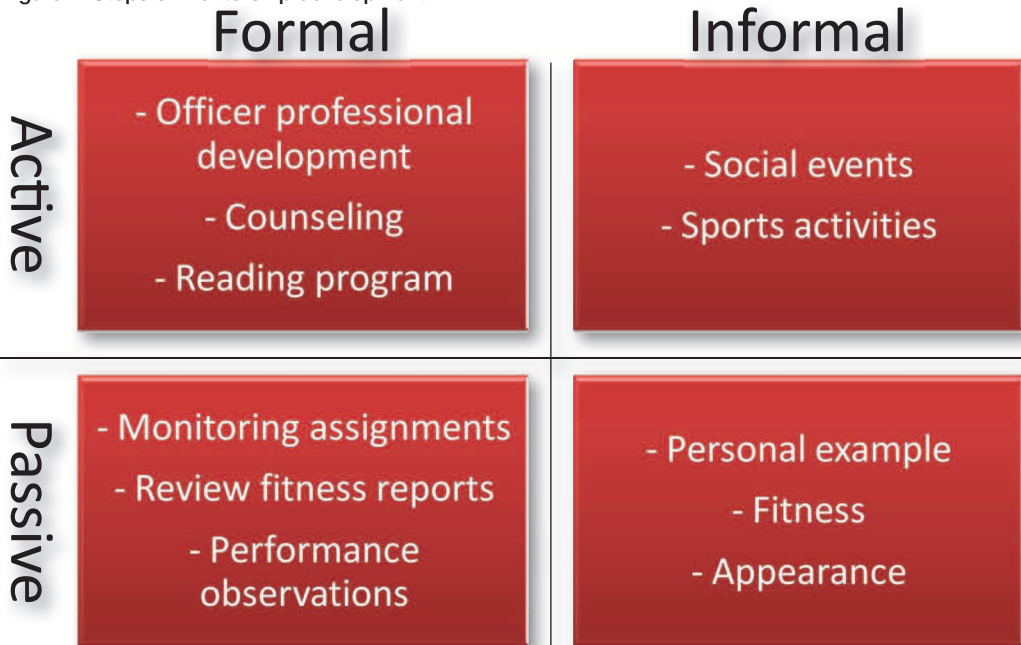 Formal
Informal
Active
- Officer professional
development
- Counseling
- Reading program
- Social events
- Sports activities
Passive
- Monitoring assignments
- Review fitness reports
- Performance
observations
- Personal example
- Fitness
- Appearance